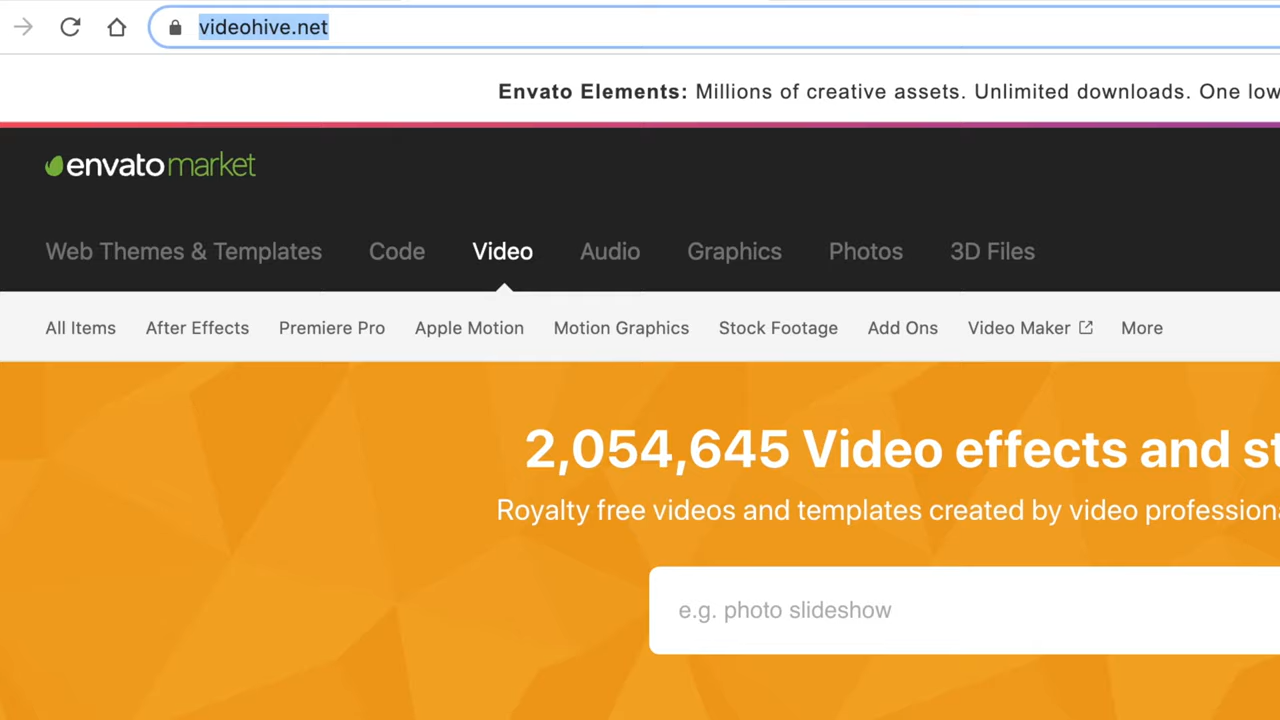 videohive.net
Envato Elements: Millions of creative assets. Unlimited downloads. One low
envatomarket
Web Themes & Templates Code Video Audio Graphics Photos 3D Files
All Items After Effects Premiere Pro Apple Motion Motion Graphics Stock Footage Add Ons Video Maker More
2,054,645 Video effects and st
Royalty free videos and templates created by video profession
e.g. photo slideshow